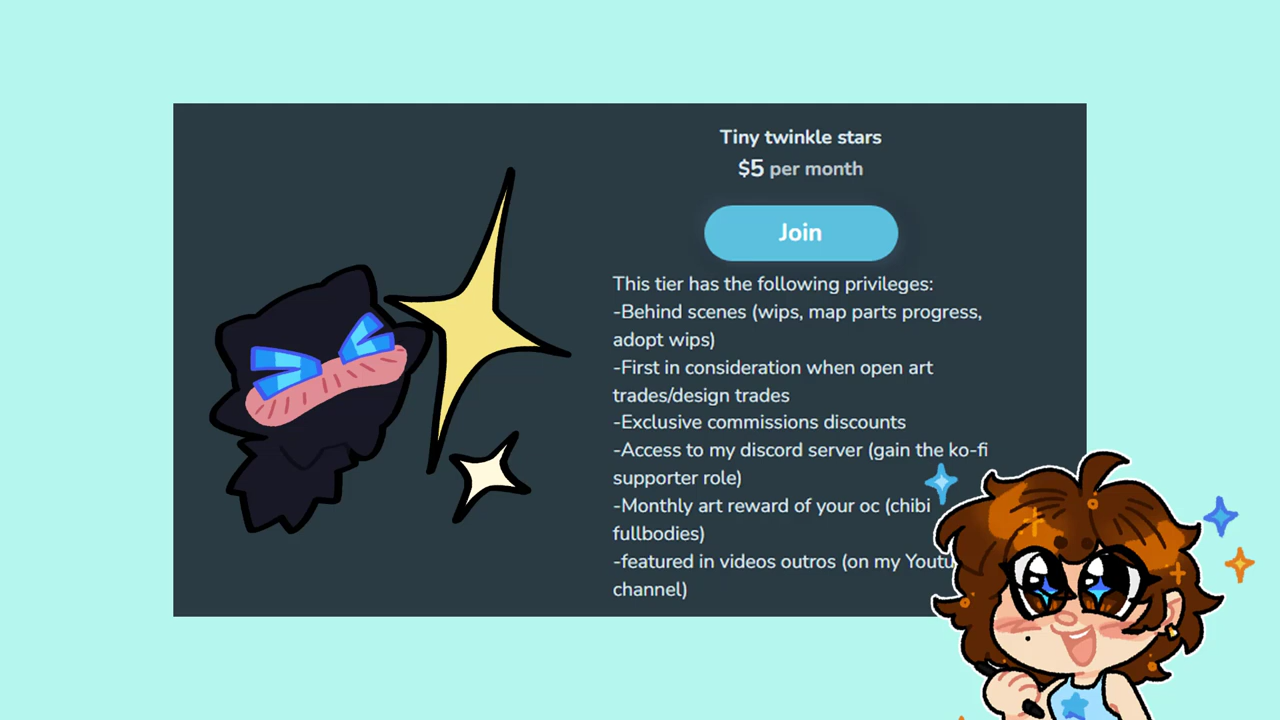 Tiny twinkle stars
$5 per month
Join
This tier has the following privileges:
-Behind scenes (wips, map parts progress,
adopt wips)
-First in consideration when open art
trades/design trades
-Exclusive commissions discounts
-Access to my discord server (gain the ko-fi
supporter role)
-Monthly art reward of your oc (chibi
fullbodies)
-featured in videos outros (on my Youtu
channel)